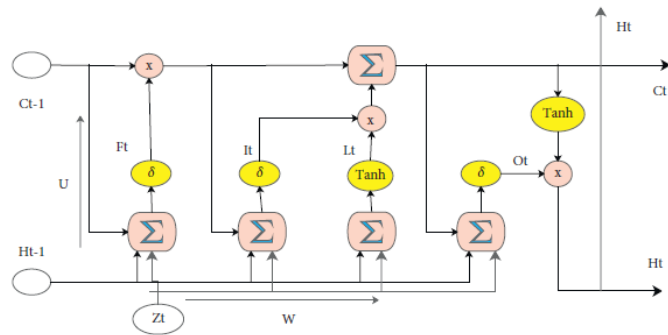 Ht
x
Σ
Ct-1
Ct
Tanh
x
Ft
It
Lt
Ot
δ
δ
Tanh
δ
x
U
Σ
Σ
Σ
Σ
Ht-1
Ht
Zt
W